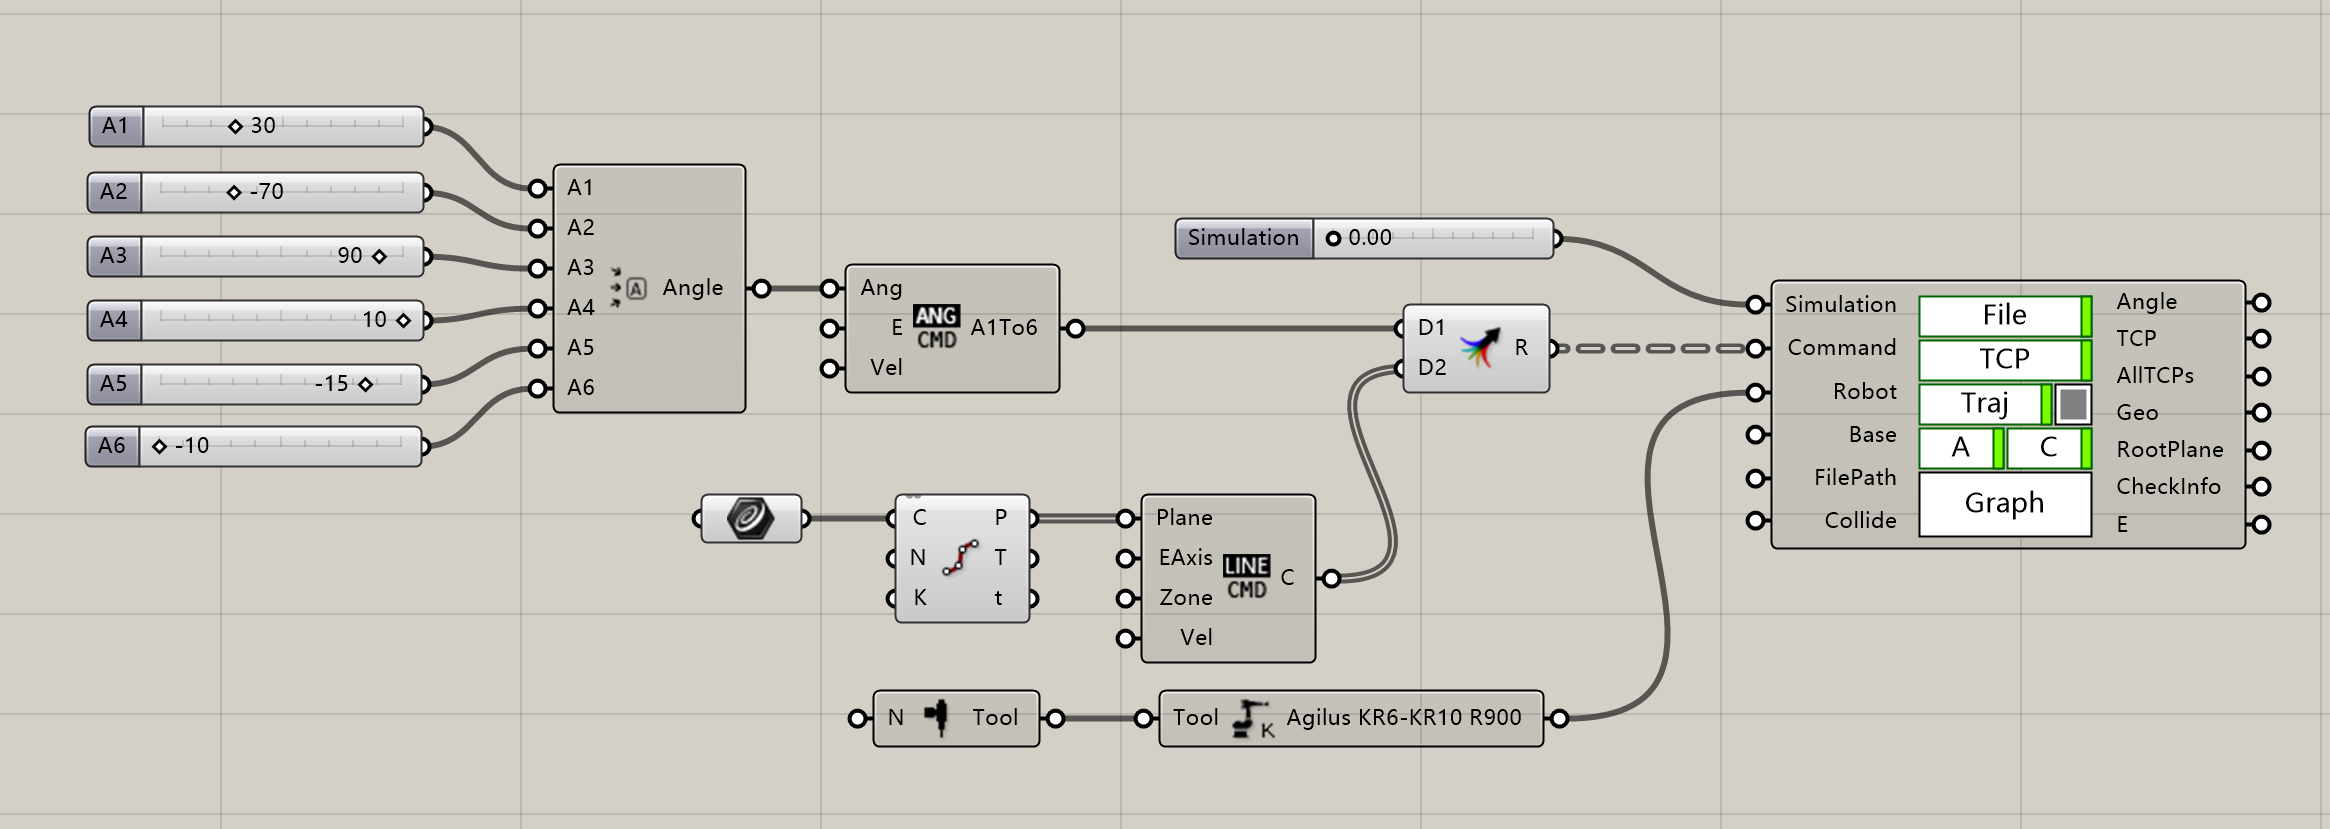 A1 30
A2 -70
A3 90
A4 10
A5 -15
A6 -10
A1
A2
A3
A4
A5
A6
A
Angle
Ang
E
Vel
ANG
CMD
A1To6
Simulation 0.00
D1
D2
R
C
N
K
P
T
t
Plane
EAxis
Zone
Vel
LINE
CMD
C
N Tool
Tool K Agilus KR6-KR10 R900
Simulation
Command
Robot
Base
FilePath
Collide
File
TCP
Traj
A C
Graph
Angle
TCP
AllTCPs
Geo
RootPlane
CheckInfo
E